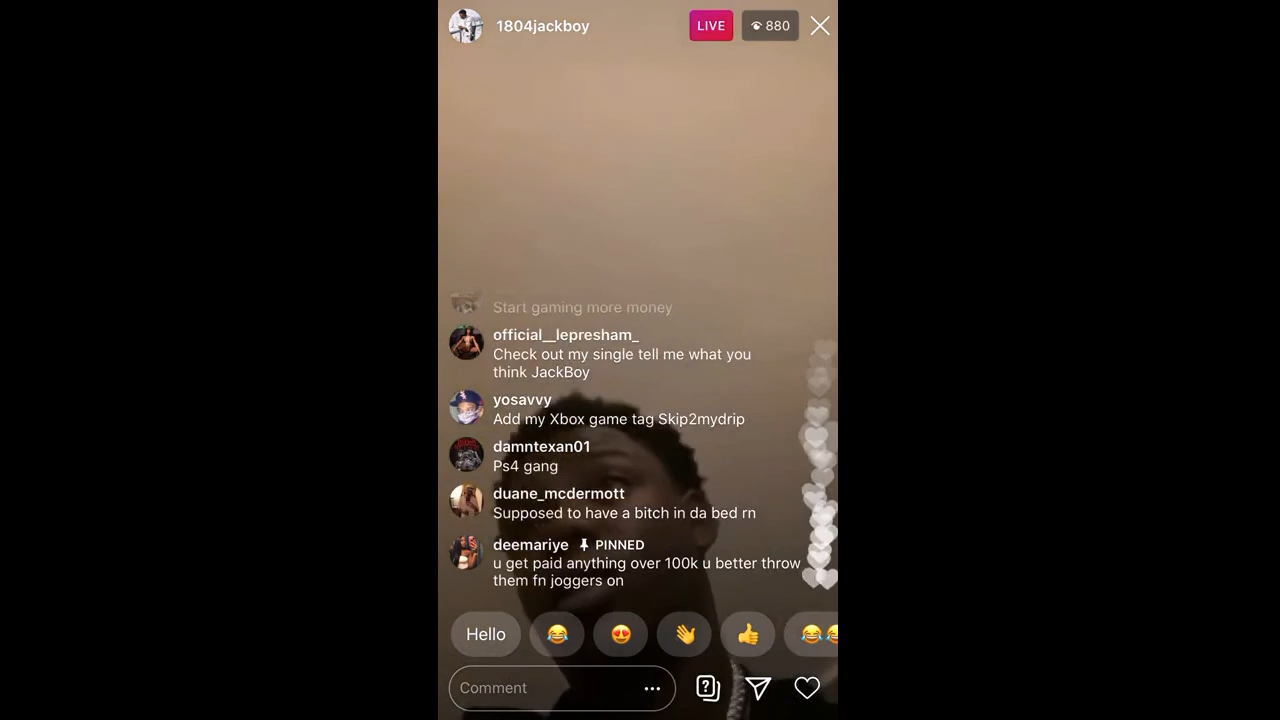 1804jackboy
LIVE
880
Start gaming more money
official__lepresham_
Check out my single tell me what you
think JackBoy
yosavvy
Add my Xbox game tag Skip2mydrip
damntexan01
Ps4 gang
duane_mcdermott
Supposed to have a bitch in da bed rn
deemariye PINNED
u get paid anything over 100k u better throw
them fn joggers on
Hello
Comment